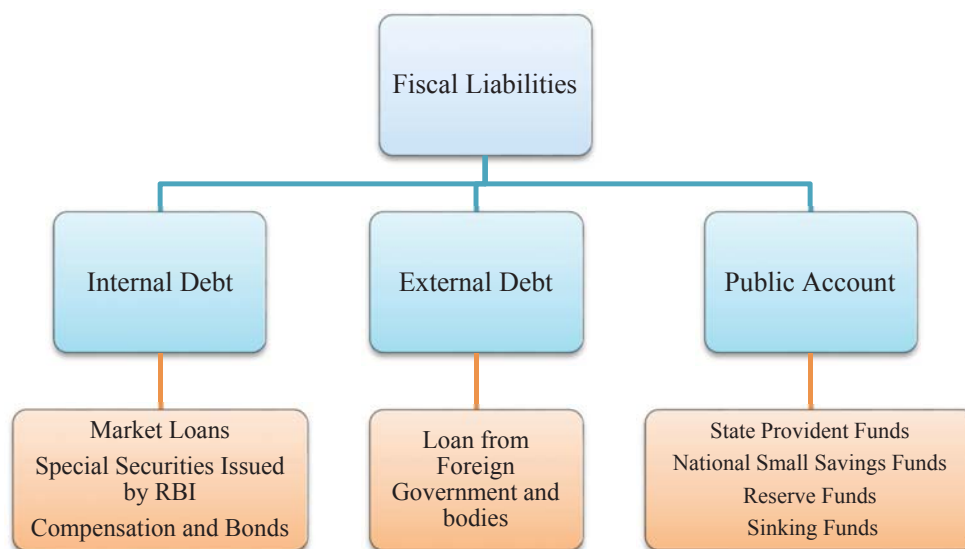 Fiscal Liabilities
Internal Debt
External Debt
Public Account
Market Loans
Special Securities Issued
by RBI
Compensation and Bonds
Loan from
Foreign
Government and
bodies
State Provident Funds
National Small Savings Funds
Reserve Funds
Sinking Funds